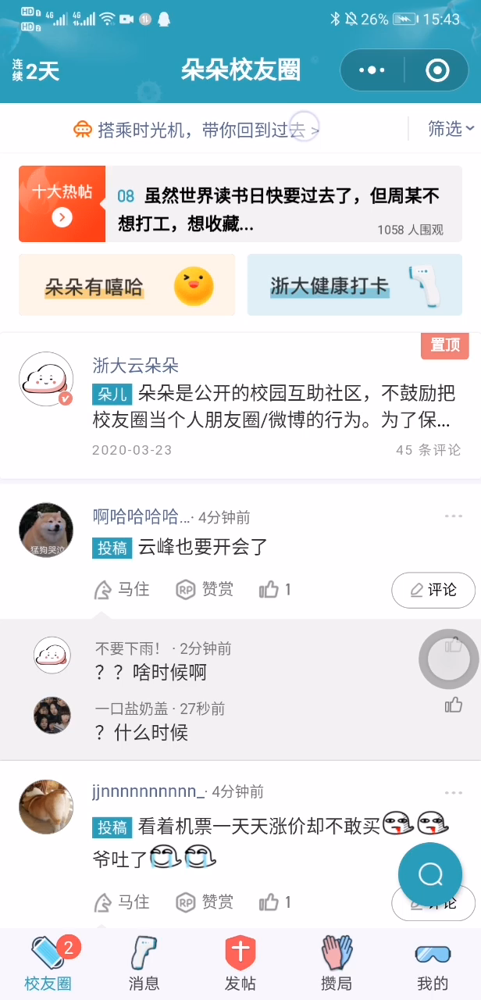 HD 1 4G 4G 26% 15:43
HD 2
连续 2天 朵朵校友圈
搭乘时光机，带你回到过去 > 筛选
十大热帖
08 虽然世界读书日快要过去了，但周某不
想打工，想收藏...
1058 人围观
朵朵有嘻哈 浙大健康打卡
置顶
浙大云朵朵
朵儿 朵朵是公开的校园互助社区，不鼓励把
校友圈当个人朋友圈/微博的行为。为了保...
2020-03-23 45 条评论
啊哈哈哈哈...· 4分钟前
猛狗哭泣
投稿 云峰也要开会了
马住 RP 赞赏 1 评论
不要下雨！ · 2分钟前
？？啥时候啊
一口盐奶盖 · 27秒前
？什么时候
jjnnnnnnnnnn_· 4分钟前
投稿 看着机票一天天涨价却不敢买
爷吐了
马住 RP 赞赏 1 评论
2
校友圈 消息 发帖 攒局 我的